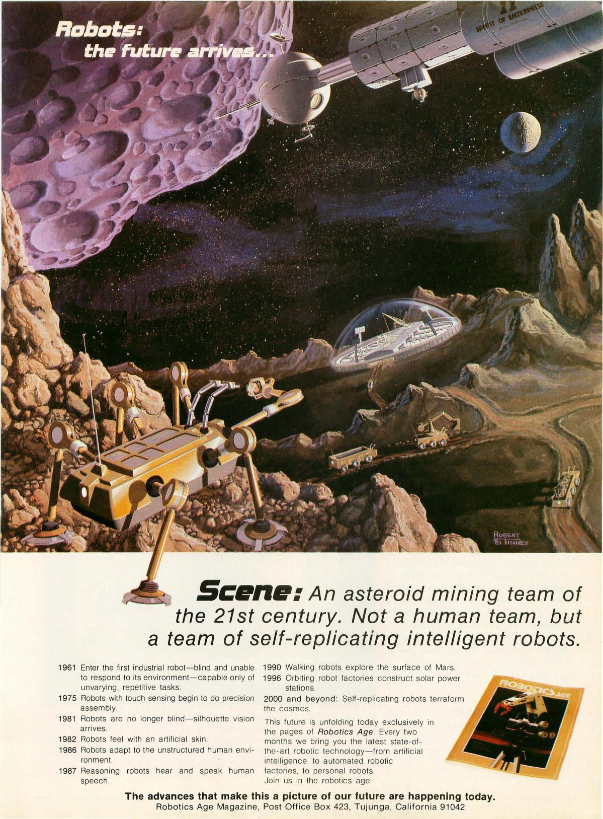 Robots:
the future arrives...
SPIRIT OF ENTERPRISE
ROBERT
'81 TINNEY
Scene: An asteroid mining team of
the 21st century. Not a human team, but
a team of self-replicating intelligent robots.
1961 Enter the first industrial robot—blind and unable
to respond to its environment—capable only of
unvarying, repetitive tasks.
1975 Robots with touch sensing begin to do precision
assembly.
1981 Robots are no longer blind—silhouette vision
arrives.
1982 Robots feel with an artificial skin.
1986 Robots adapt to the unstructured human envi-
ronment.
1987 Reasoning robots hear and speak human
speech.
1990 Walking robots explore the surface of Mars.
1996 Orbiting robot factories construct solar power
stations.
2000 and beyond: Self-replicating robots terraform
the cosmos.
This future is unfolding today exclusively in
the pages of Robotics Age. Every two
months we bring you the latest state-of-
the-art robotic technology—from artificial
intelligence, to automated robotic
factories, to personal robots.
Join us in the robotics age.
ROBOTICS AGE
The advances that make this a picture of our future are happening today.
Robotics Age Magazine, Post Office Box 423, Tujunga, California 91042